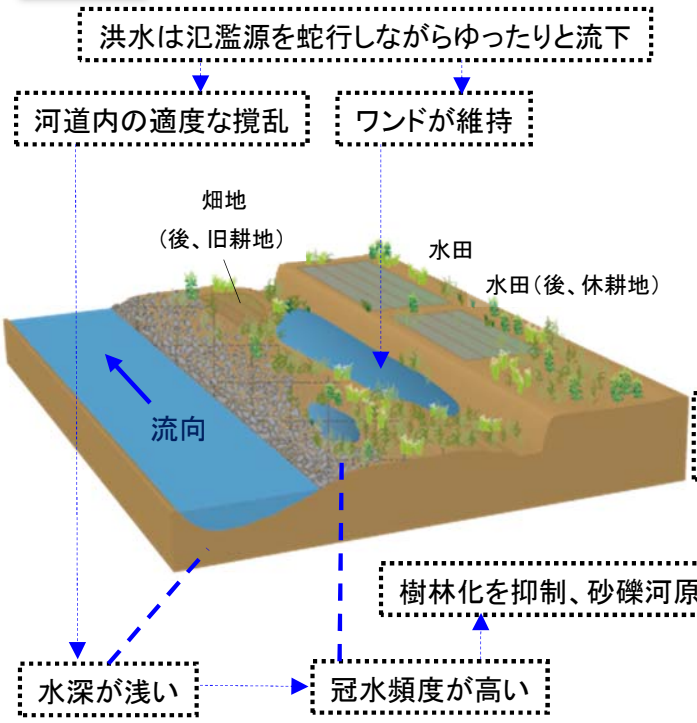 洪水は氾濫源を蛇行しながらゆったりと流下
河道内の適度な撹乱
ワンドが維持
畑地
(後、旧耕地)
水田
水田(後、休耕地)
流向
樹林化を抑制、砂礫河原
水深が浅い
冠水頻度が高い